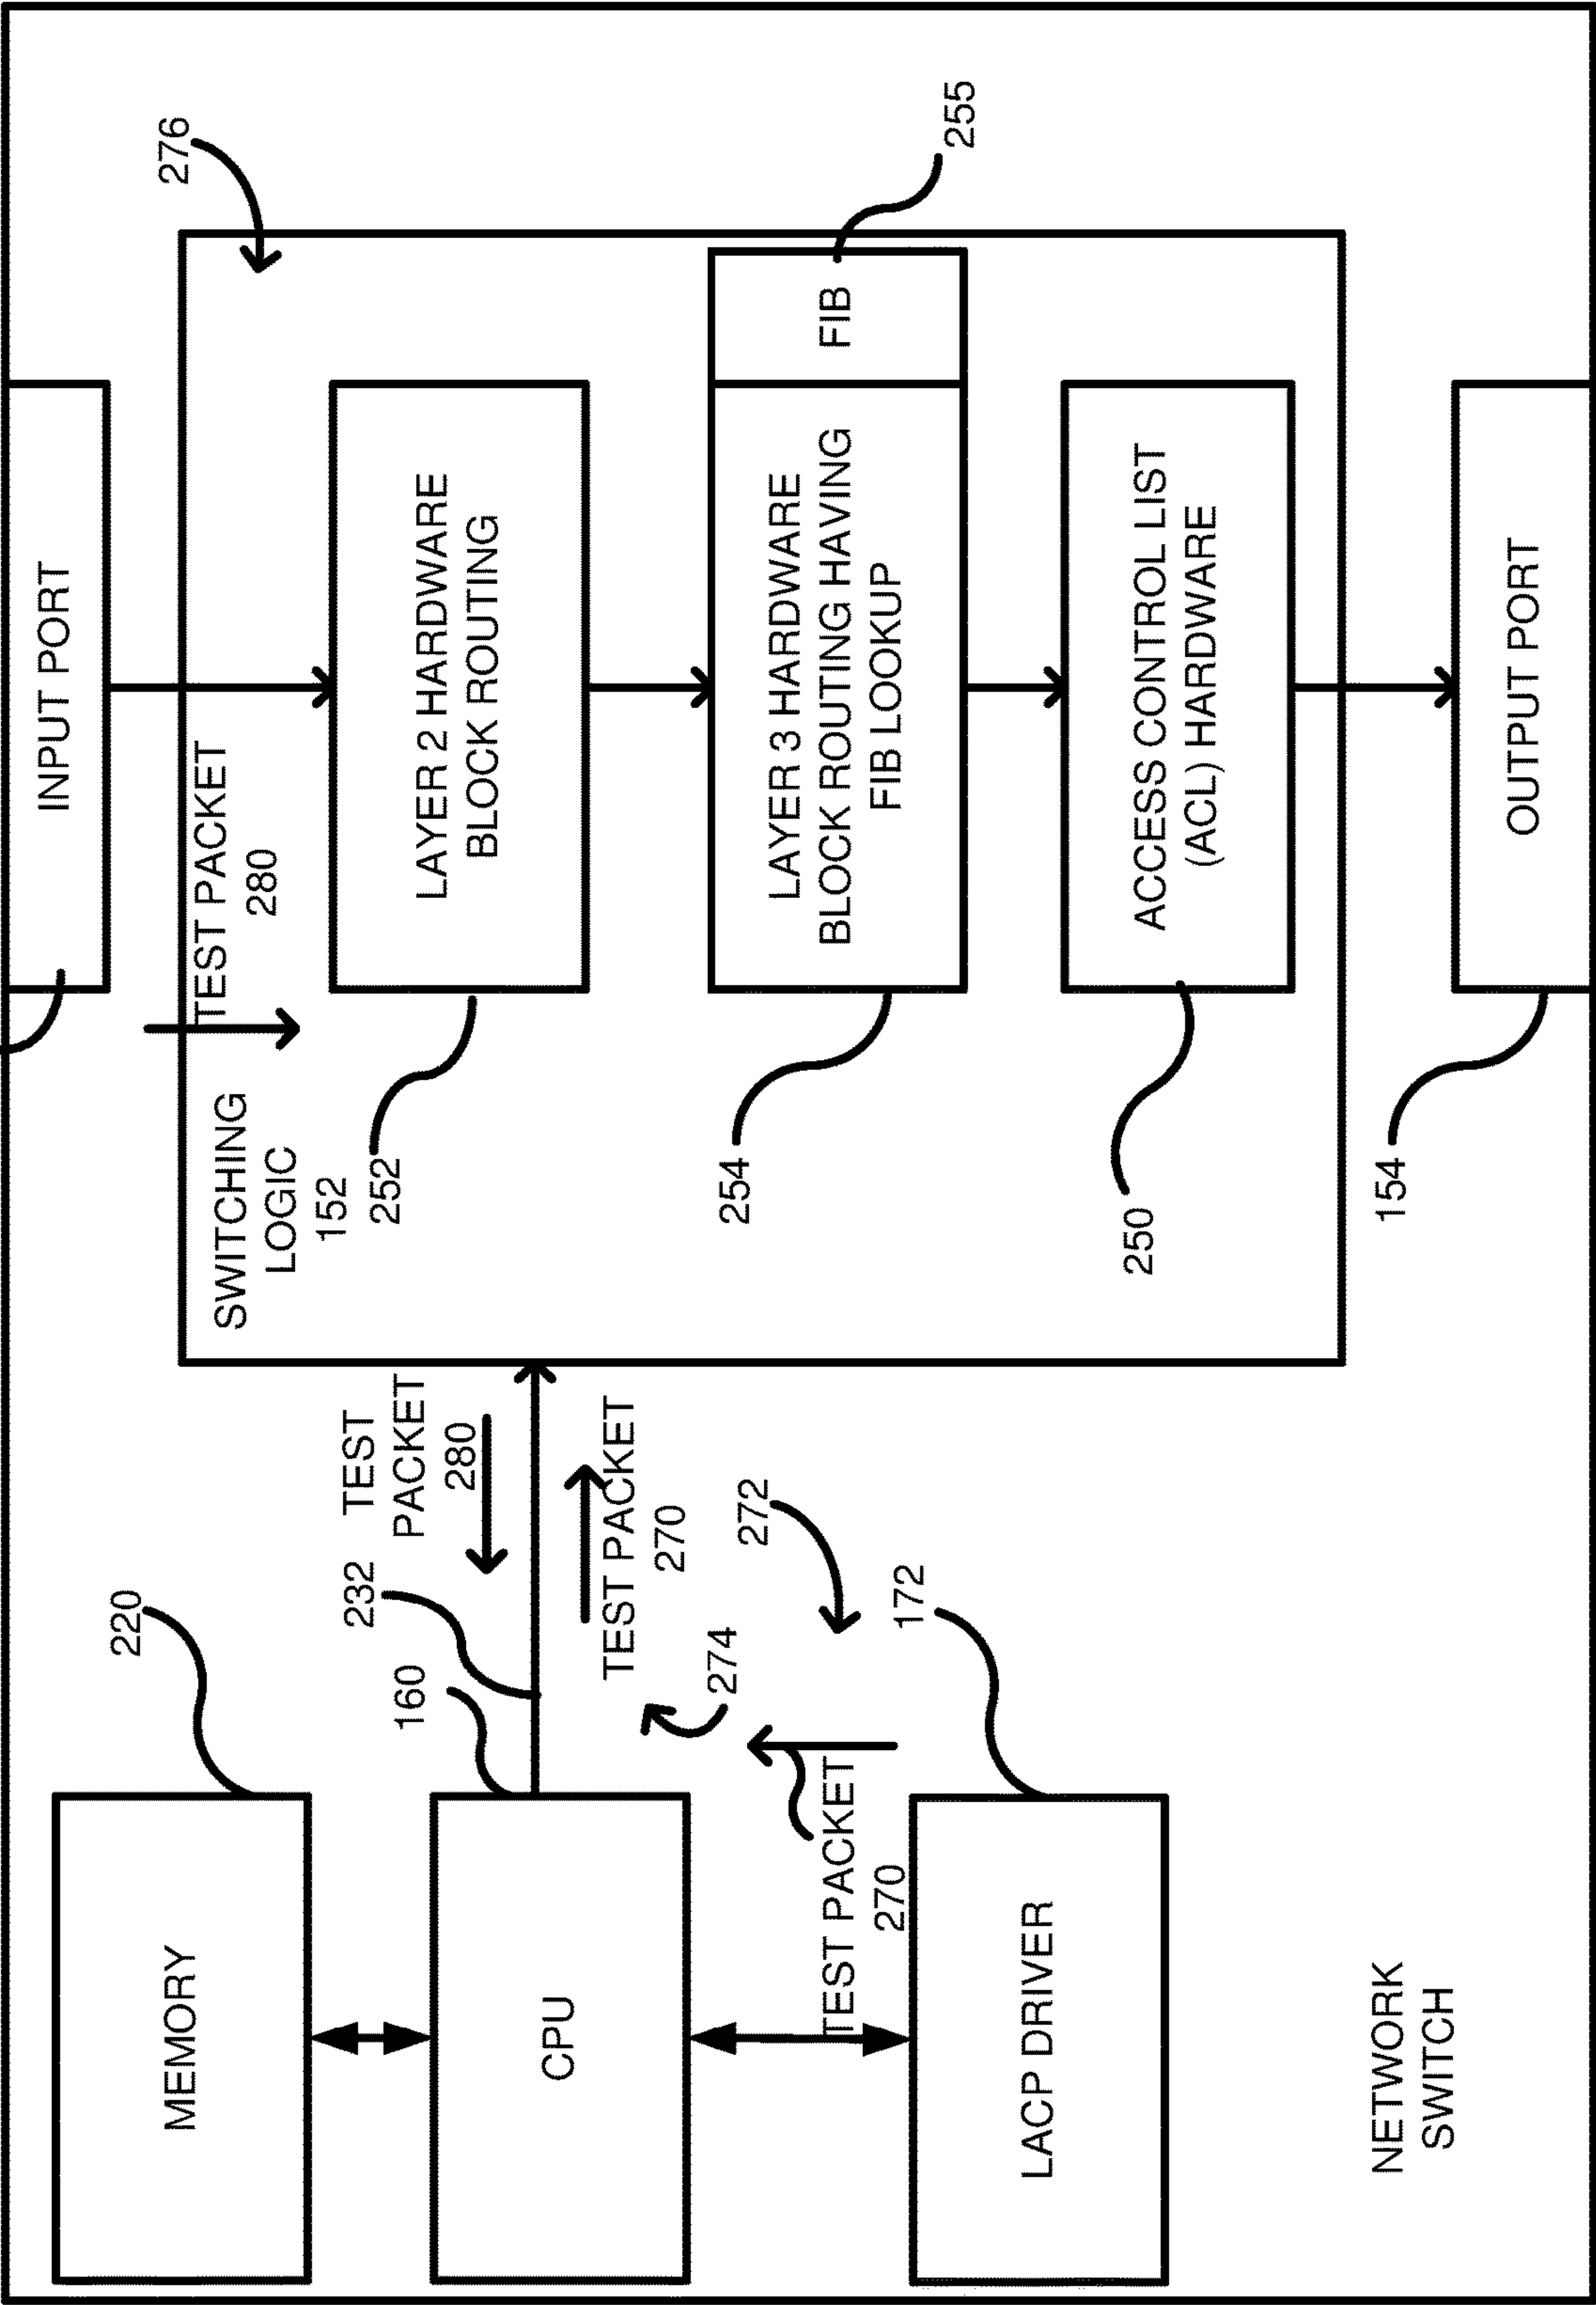 INPUT PORT
276
TEST PACKET
280
SWITCHING
LOGIC
152
252
LAYER 2 HARDWARE
BLOCK ROUTING
LAYER 3 HARDWARE
BLOCK ROUTING HAVING
FIB LOOKUP
FIB
255
254
ACCESS CONTROL LIST
(ACL) HARDWARE
250
OUTPUT PORT
154
220
MEMORY
TEST
PACKET
280
232
160
CPU
TEST PACKET
270
274
272
TEST PACKET
270
172
LACP DRIVER
NETWORK
SWITCH